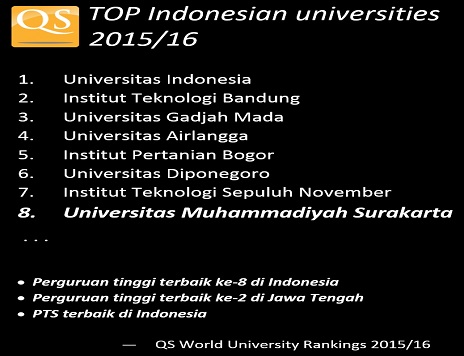 QS
TOP Indonesian universities
2015/16
1. Universitas Indonesia
2. Institut Teknologi Bandung
3. Universitas Gadjah Mada
4. Universitas Airlangga
5. Institut Pertanian Bogor
6. Universitas Diponegoro
7. Institut Teknologi Sepuluh November
8. Universitas Muhammadiyah Surakarta
. . .
• Perguruan tinggi terbaik ke-8 di Indonesia
• Perguruan tinggi terbaik ke-2 di Jawa Tengah
• PTS terbaik di Indonesia
— QS World University Rankings 2015/16